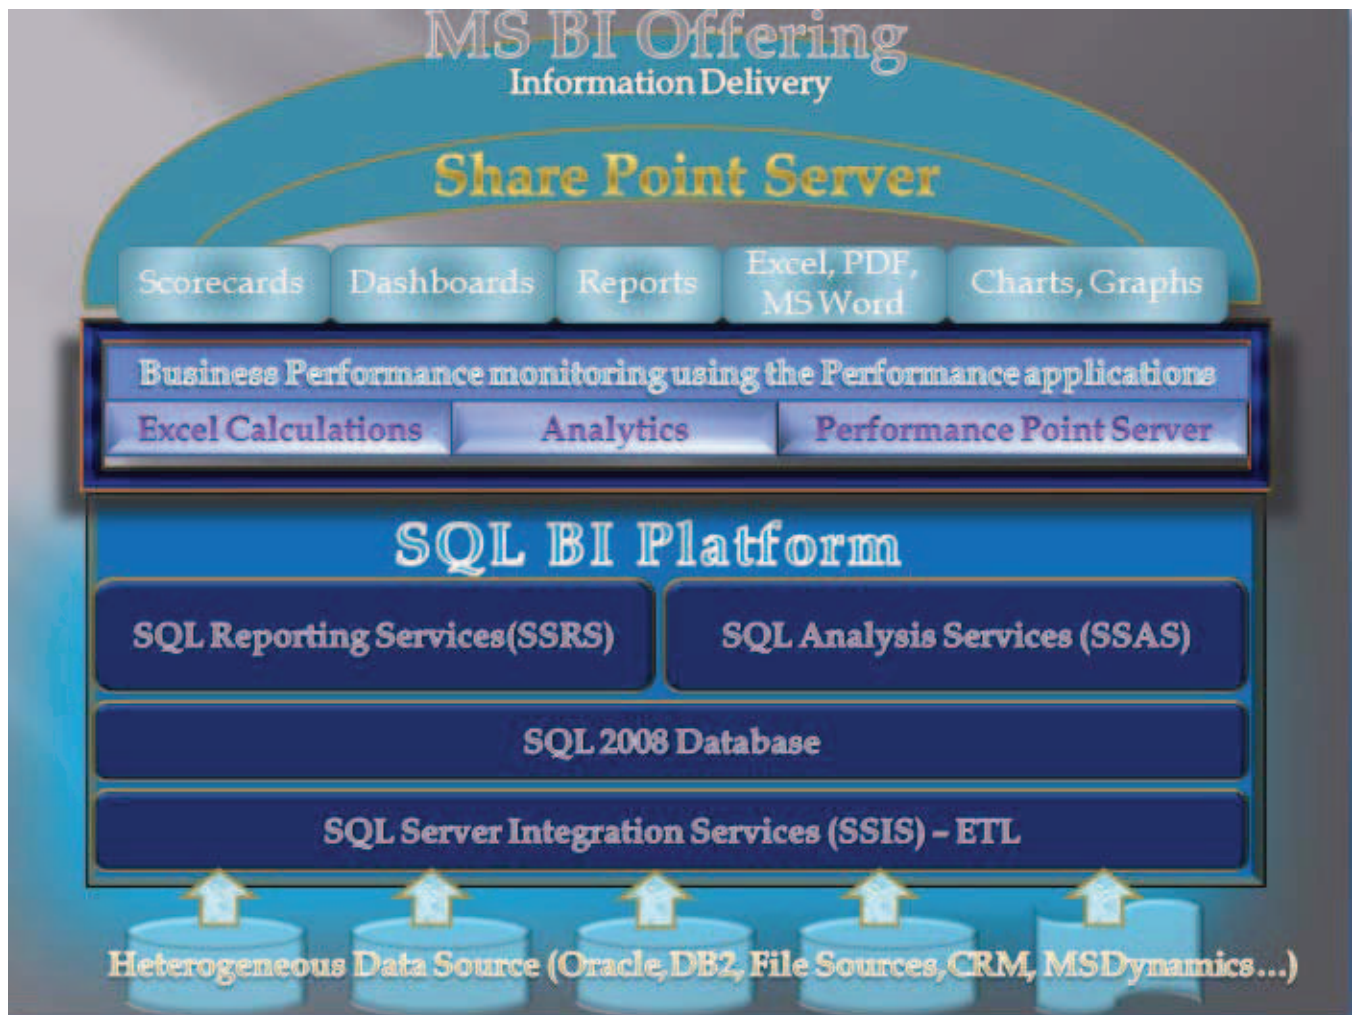 MS BI Offering
Information Delivery
Share Point Server
Scorecards
Dashboards
Reports
Excel, PDF,
MS Word
Charts, Graphs
Business Performance monitoring using the Performance applications
Excel Calculations
Analytics
Performance Point Server
SQL BI Platform
SQL Reporting Services(SSRS)
SQL Analysis Services (SSAS)
SQL 2008 Database
SQL Server Integration Services (SSIS) – ETL
Heterogeneous Data Source (Oracle, DB2, File Sources, CRM, MS Dynamics...)